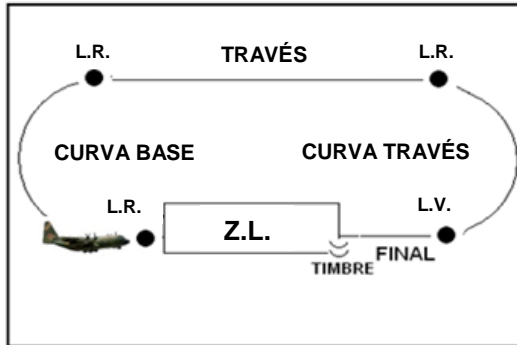 L.R. TRAVÉS L.R.
CURVA BASE CURVA TRAVÉS
L.R. Z.L. L.V.
TIMBRE FINAL